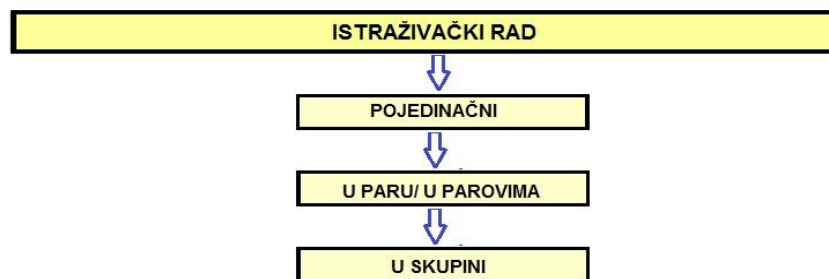 ISTRAŽIVAČKI RAD
POJEDINAČNI
U PARU/ U PAROVIMA
U SKUPINI